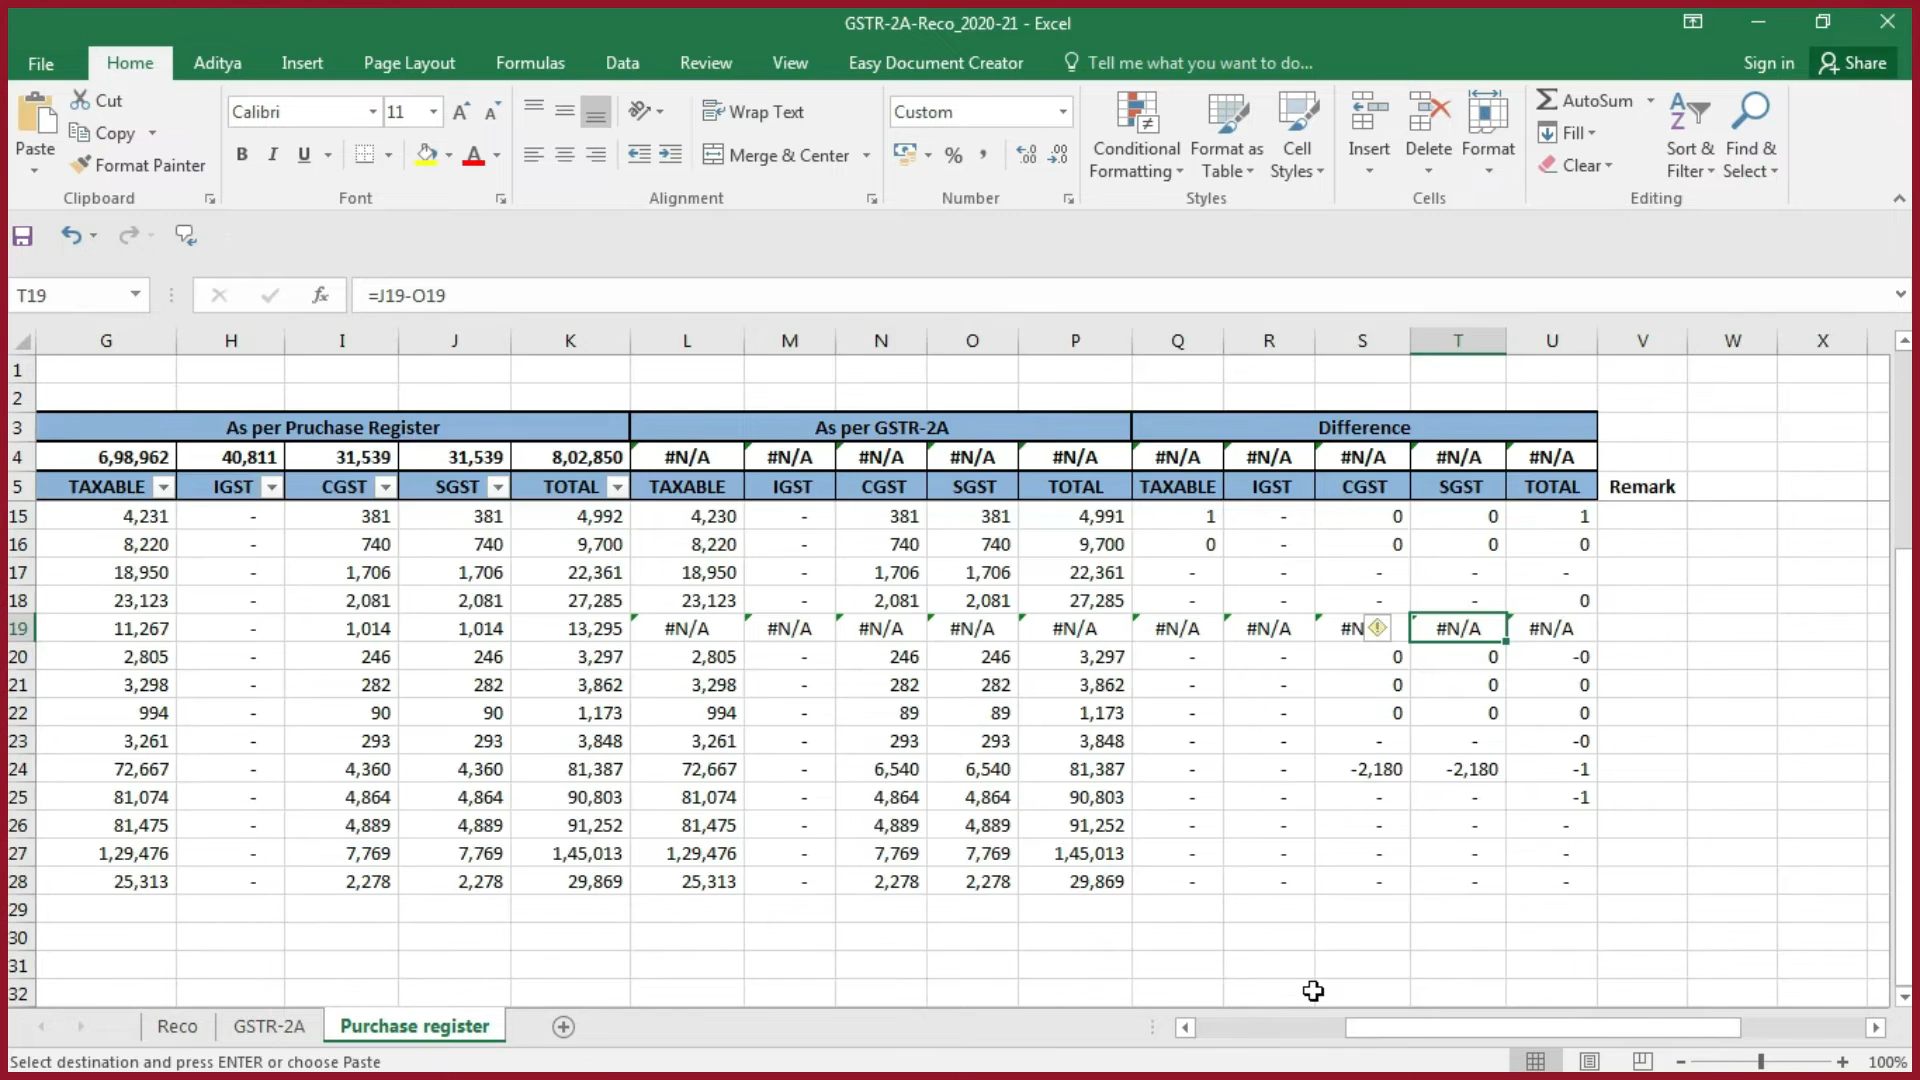 GSTR-2A-Reco_2020-21 - Excel
File Home Aditya Insert Page Layout Formulas Data Review View Easy Document Creator Tell me what you want to do... Sign in Share
Paste Cut Copy Format Painter
Clipboard
Calibri 11
B I U A
Font
Wrap Text
Merge & Center
Alignment
Custom
% ,
Number
Conditional Formatting Format as Table Cell Styles
Styles
Insert Delete Format
Cells
AutoSum Fill Clear Sort & Filter Find & Select
Editing
T19 fx =J19-O19
G H I J K L M N O P Q R S T U V W X
1
2
3 As per Pruchase Register As per GSTR-2A Difference
4 6,98,962 40,811 31,539 31,539 8,02,850 #N/A #N/A #N/A #N/A #N/A #N/A #N/A #N/A #N/A #N/A
5 TAXABLE IGST CGST SGST TOTAL TAXABLE IGST CGST SGST TOTAL TAXABLE IGST CGST SGST TOTAL Remark
15 4,231 - 381 381 4,992 4,230 - 381 381 4,991 1 - 0 0 1
16 8,220 - 740 740 9,700 8,220 - 740 740 9,700 0 - 0 0 0
17 18,950 - 1,706 1,706 22,361 18,950 - 1,706 1,706 22,361 - - - - -
18 23,123 - 2,081 2,081 27,285 23,123 - 2,081 2,081 27,285 - - - - 0
19 11,267 - 1,014 1,014 13,295 #N/A #N/A #N/A #N/A #N/A #N/A #N/A #N #N/A #N/A
20 2,805 - 246 246 3,297 2,805 - 246 246 3,297 - - 0 0 -0
21 3,298 - 282 282 3,862 3,298 - 282 282 3,862 - - 0 0 0
22 994 - 90 90 1,173 994 - 89 89 1,173 - - 0 0 0
23 3,261 - 293 293 3,848 3,261 - 293 293 3,848 - - - - -0
24 72,667 - 4,360 4,360 81,387 72,667 - 6,540 6,540 81,387 - - -2,180 -2,180 -1
25 81,074 - 4,864 4,864 90,803 81,074 - 4,864 4,864 90,803 - - - - -1
26 81,475 - 4,889 4,889 91,252 81,475 - 4,889 4,889 91,252 - - - - -
27 1,29,476 - 7,769 7,769 1,45,013 1,29,476 - 7,769 7,769 1,45,013 - - - - -
28 25,313 - 2,278 2,278 29,869 25,313 - 2,278 2,278 29,869 - - - - -
29
30
31
32
Reco GSTR-2A Purchase register
Select destination and press ENTER or choose Paste 100%